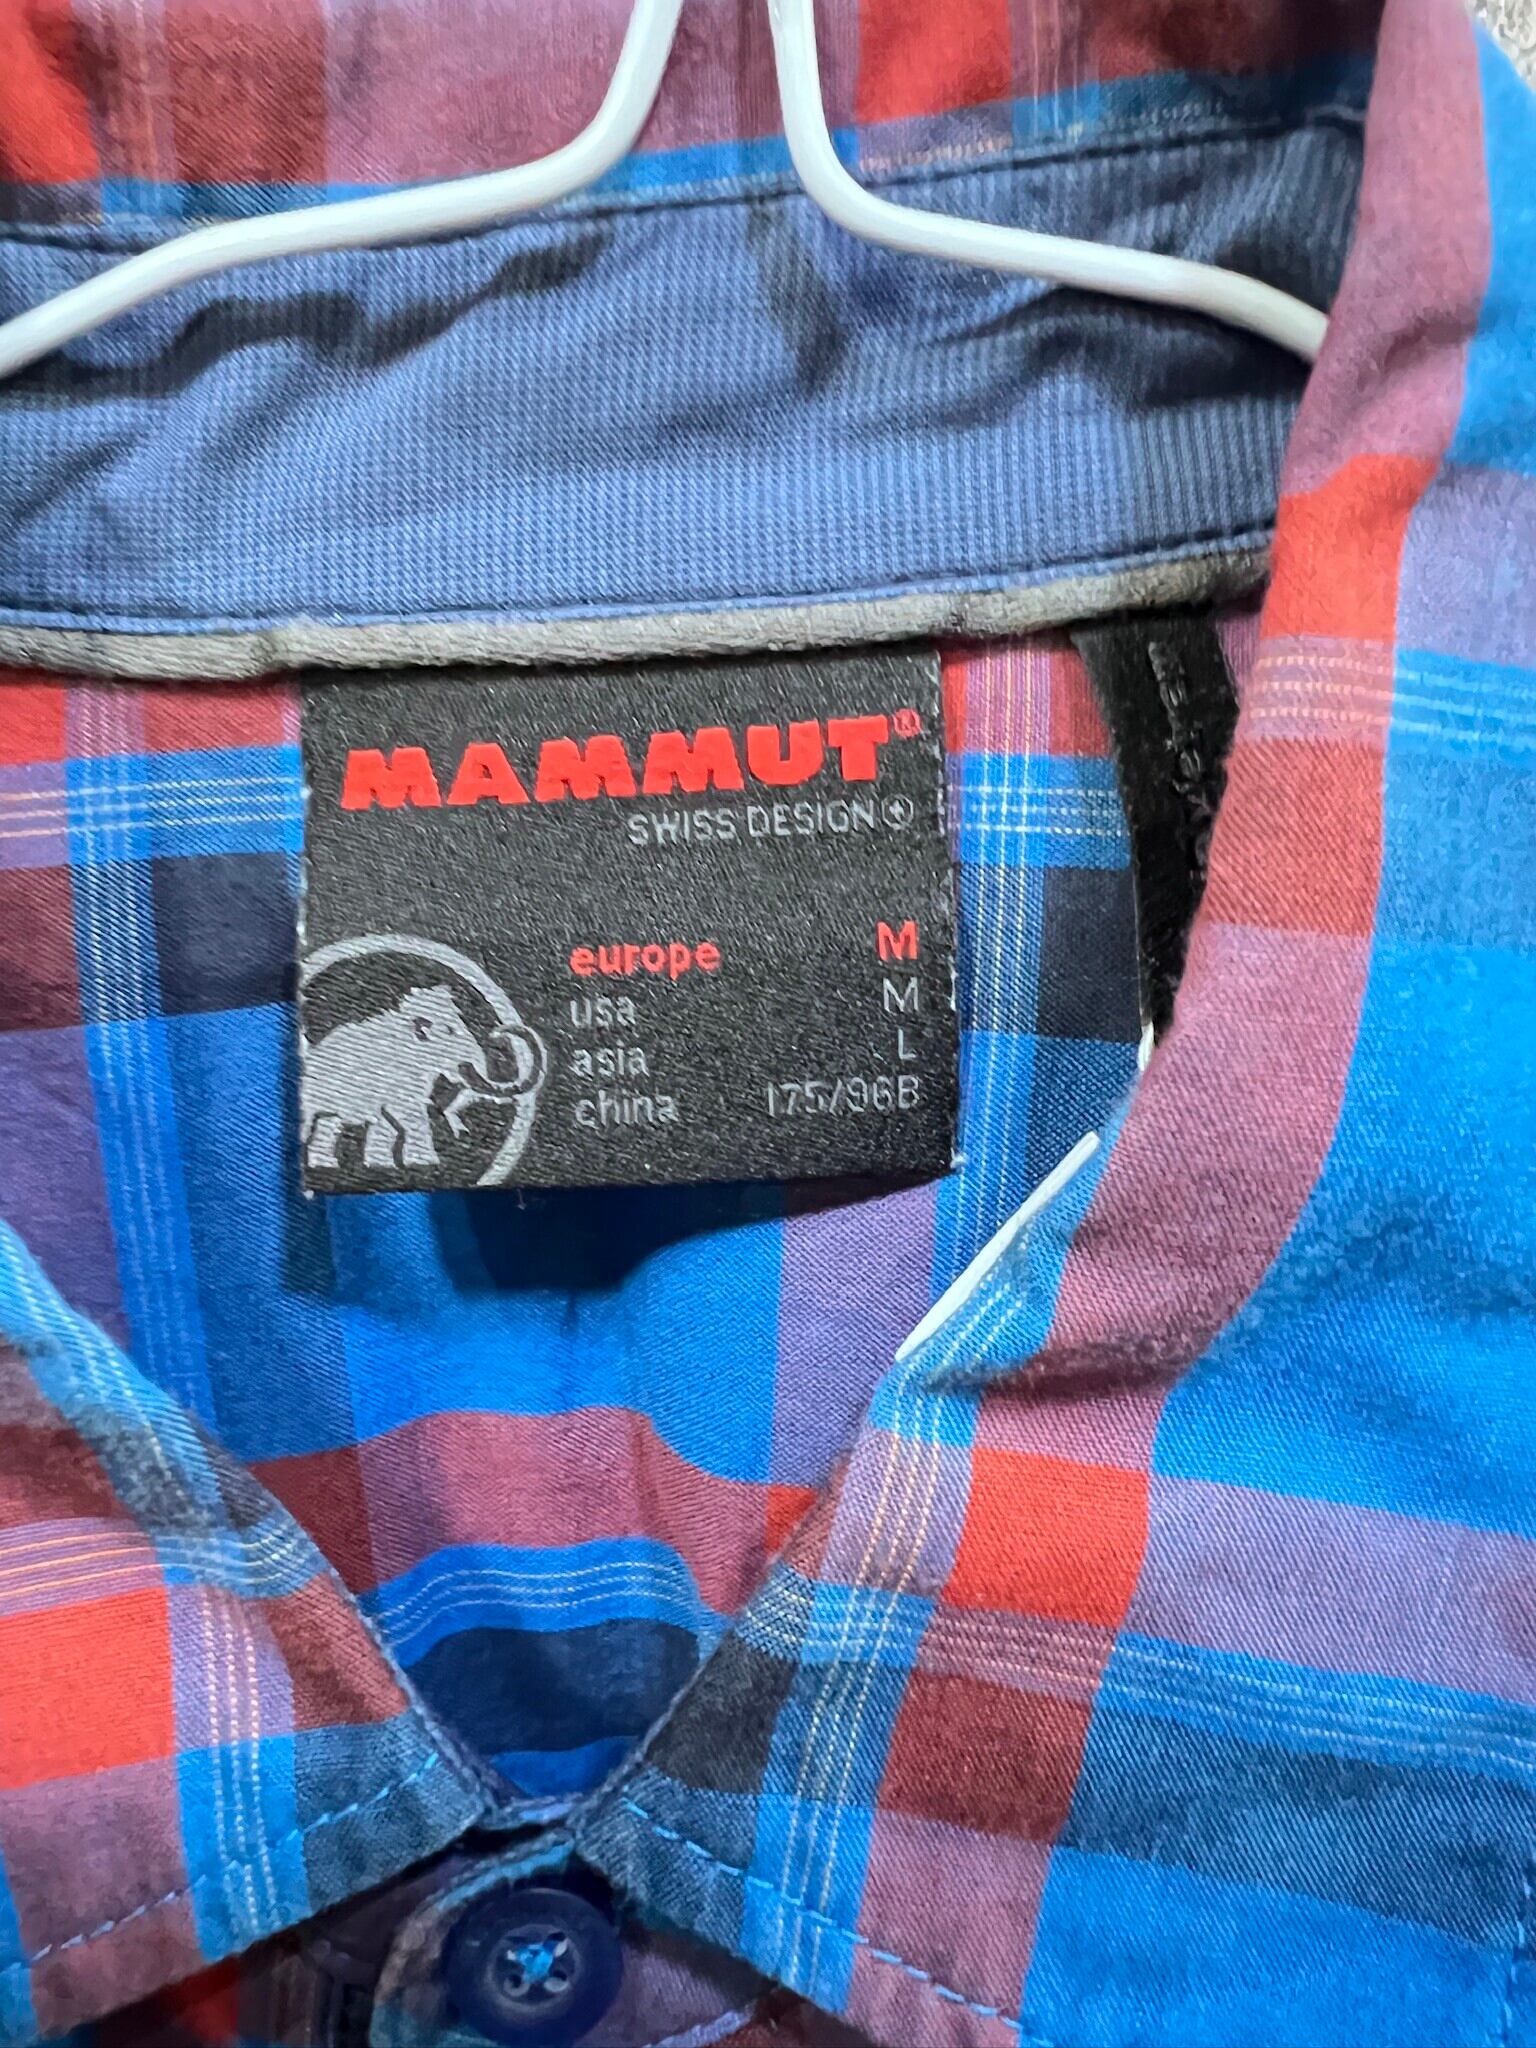 MAMMUT®
SWISS DESIGN
europe M
usa M
asia L
china 175/96B